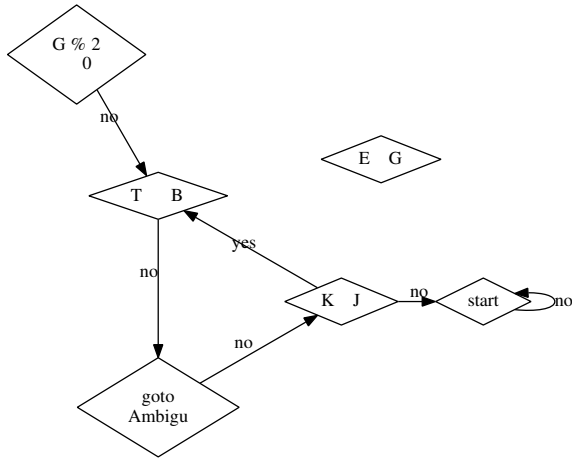 G % 2
0
no
E G
T B
yes
no
K J
no
start
no
no
goto
Ambigu